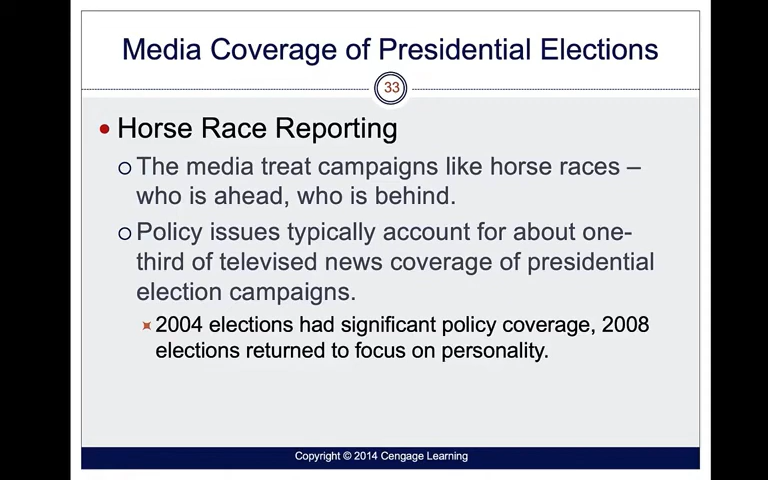 Media Coverage of Presidential Elections
33
Horse Race Reporting
The media treat campaigns like horse races –
who is ahead, who is behind.
Policy issues typically account for about one-
third of televised news coverage of presidential
election campaigns.
2004 elections had significant policy coverage, 2008
elections returned to focus on personality.
Copyright © 2014 Cengage Learning